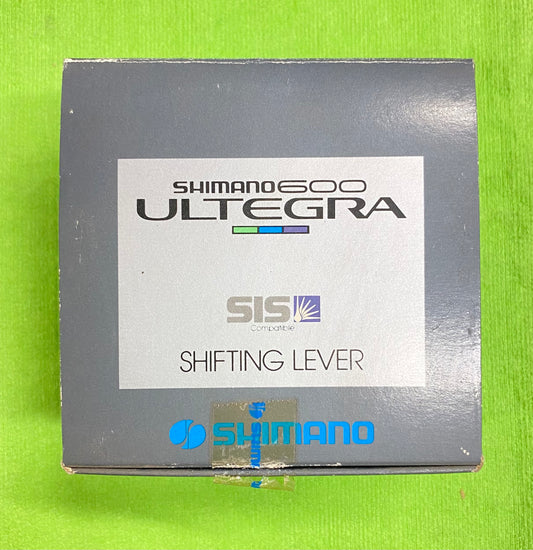 SHIMANO600
ULTEGRA
SIS
Compatible
SHIFTING LEVER
SHIMANO